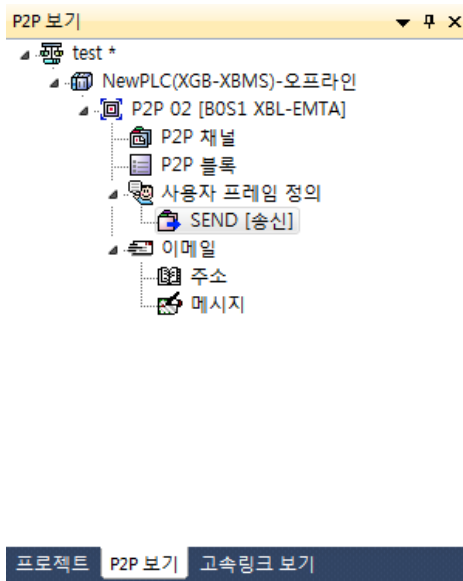 P2P 보기
test *
NewPLC(XGB-XBMS)-오프라인
P2P 02 [B0S1 XBL-EMTA]
P2P 채널
P2P 블록
사용자 프레임 정의
SEND [송신]
이메일
주소
메시지
프로젝트 P2P 보기 고속링크 보기